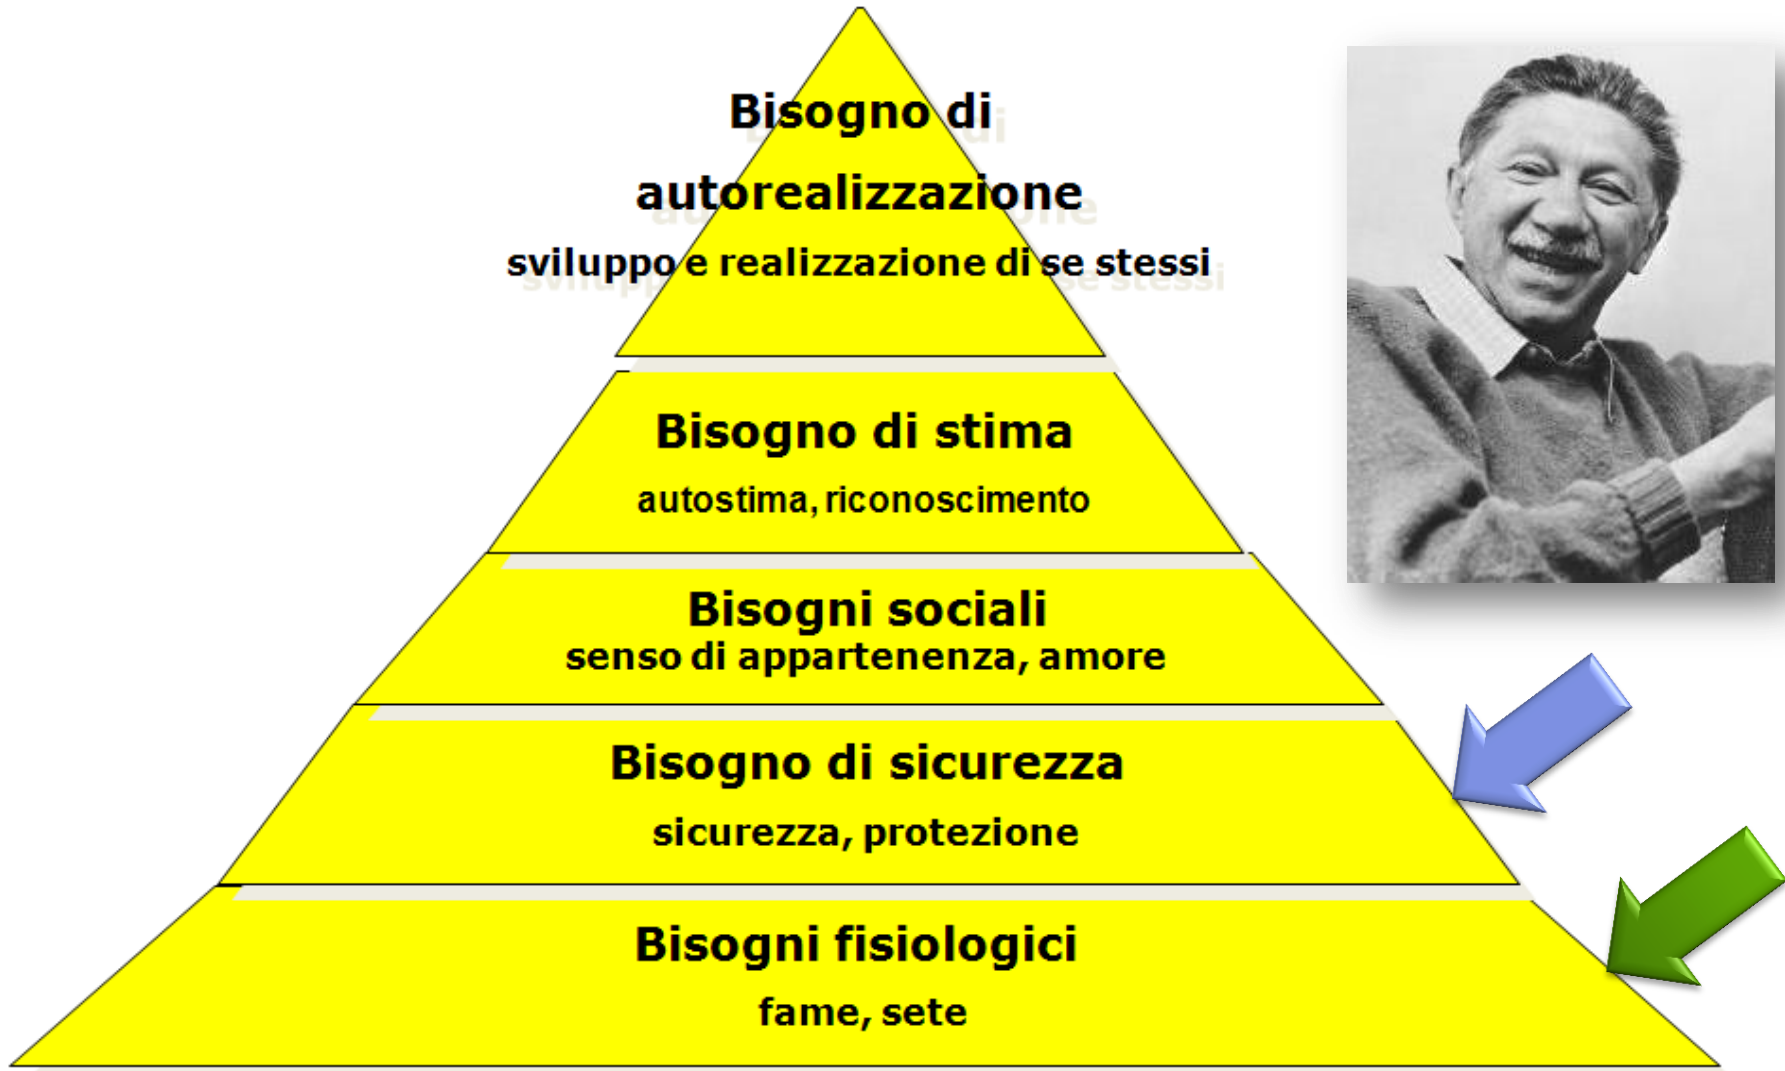 Bisogno di
autorealizzazione
sviluppo e realizzazione di se stessi
Bisogno di stima
autostima, riconoscimento
Bisogni sociali
senso di appartenenza, amore
Bisogno di sicurezza
sicurezza, protezione
Bisogni fisiologici
fame, sete